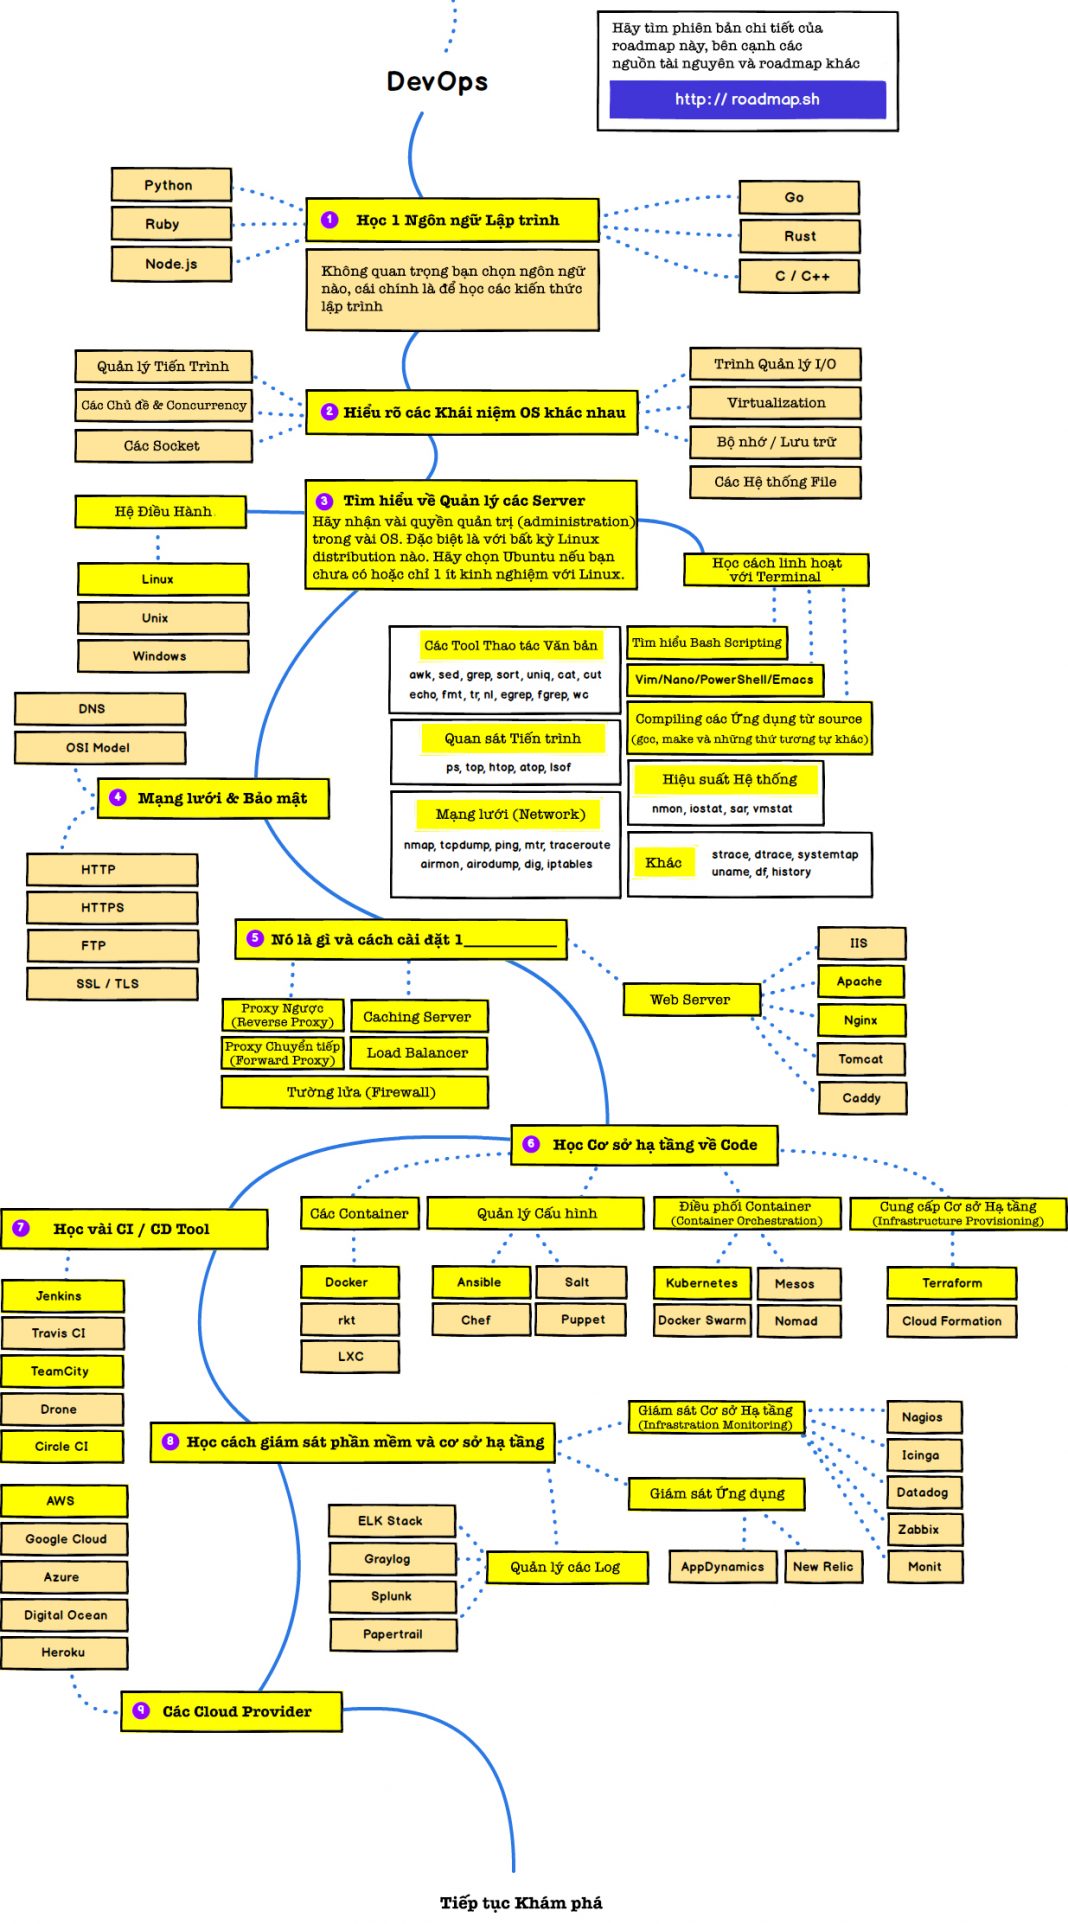 Hãy tìm phiên bản chi tiết của
roadmap này, bên cạnh các
nguồn tài nguyên và roadmap khác
http:// roadmap.sh
DevOps
Python
Ruby
Node.js
1 Học 1 Ngôn ngữ Lập trình
Không quan trọng bạn chọn ngôn ngữ
nào, cái chính là để học các kiến thức
lập trình
Go
Rust
C / C++
Quản lý Tiến Trình
Các Chủ đề & Concurrency
Các Socket
2 Hiểu rõ các Khái niệm OS khác nhau
Trình Quản lý I/O
Virtualization
Bộ nhớ / Lưu trữ
Các Hệ thống File
3 Tìm hiểu về Quản lý các Server
Hãy nhận vài quyền quản trị (administration)
trong vài OS. Đặc biệt là với bất kỳ Linux
distribution nào. Hãy chọn Ubuntu nếu bạn
chưa có hoặc chỉ 1 ít kinh nghiệm với Linux.
Hệ Điều Hành
Linux
Unix
Windows
Học cách linh hoạt
với Terminal
Tìm hiểu Bash Scripting
Vim/Nano/PowerShell/Emacs
Compiling các Ứng dụng từ source
(gcc, make và những thứ tương tự khác)
Các Tool Thao tác Văn bản
awk, sed, grep, sort, uniq, cat, cut
echo, fmt, tr, nl, egrep, fgrep, wc
Quan sát Tiến trình
ps, top, htop, atop, lsof
Hiệu suất Hệ thống
nmon, iostat, sar, vmstat
Mạng lưới (Network)
nmap, tcpdump, ping, mtr, traceroute
airmon, airodump, dig, iptables
Khác
strace, dtrace, systemtap
uname, df, history
DNS
OSI Model
4 Mạng lưới & Bảo mật
HTTP
HTTPS
FTP
SSL / TLS
5 Nó là gì và cách cài đặt 1__________
Proxy Ngược
(Reverse Proxy)
Caching Server
Proxy Chuyển tiếp
(Forward Proxy)
Load Balancer
Tường lửa (Firewall)
Web Server
IIS
Apache
Nginx
Tomcat
Caddy
6 Học Cơ sở hạ tầng về Code
Các Container
Docker
rkt
LXC
Quản lý Cấu hình
Ansible
Salt
Chef
Puppet
Điều phối Container
(Container Orchestration)
Kubernetes
Mesos
Docker Swarm
Nomad
Cung cấp Cơ sở Hạ tầng
(Infrastructure Provisioning)
Terraform
Cloud Formation
7 Học vài CI / CD Tool
Jenkins
Travis CI
TeamCity
Drone
Circle CI
8 Học cách giám sát phần mềm và cơ sở hạ tầng
Giám sát Cơ sở Hạ tầng
(Infrastration Monitoring)
Nagios
Icinga
Datadog
Zabbix
Monit
Giám sát Ứng dụng
AppDynamics
New Relic
Quản lý các Log
ELK Stack
Graylog
Splunk
Papertrail
AWS
Google Cloud
Azure
Digital Ocean
Heroku
9 Các Cloud Provider
Tiếp tục Khám phá